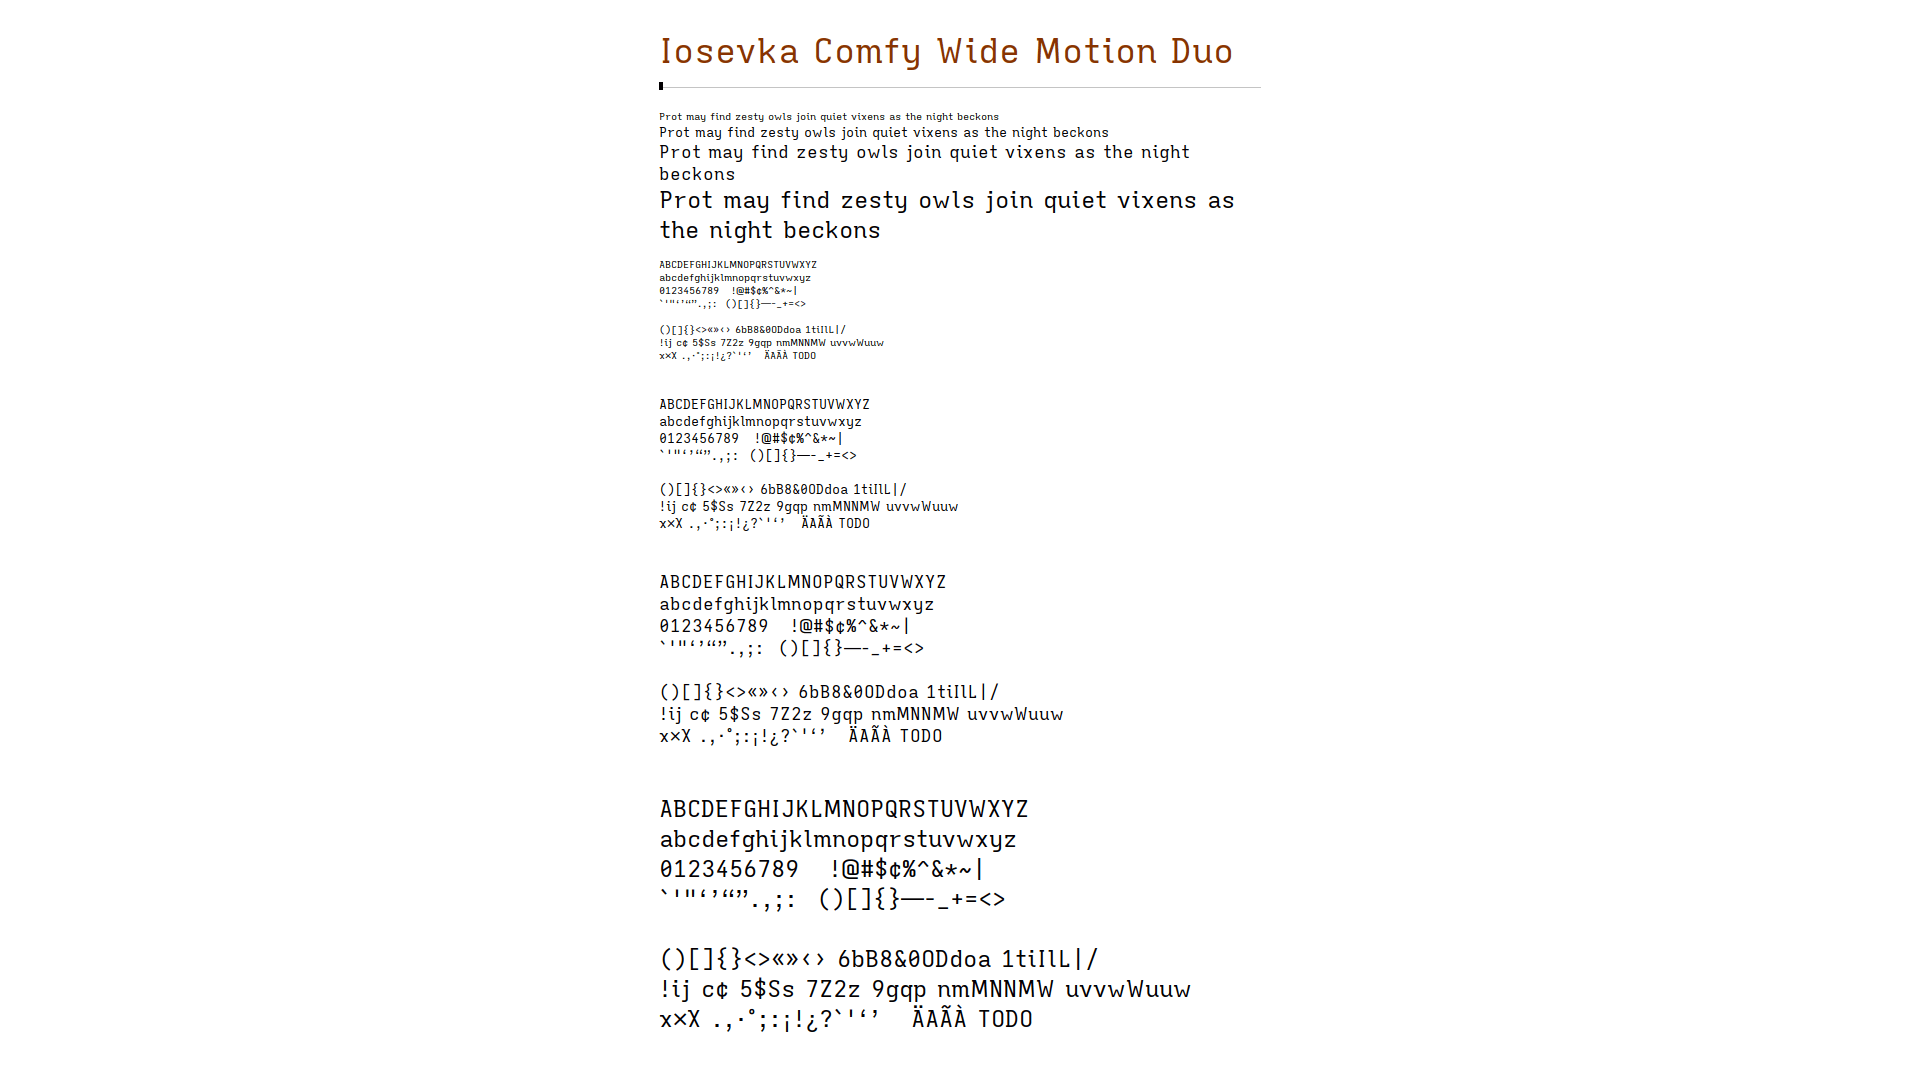 Iosevka Comfy Wide Motion Duo
Prot may find zesty owls join quiet vixens as the night beckons
Prot may find zesty owls join quiet vixens as the night beckons
Prot may find zesty owls join quiet vixens as the night
beckons
Prot may find zesty owls join quiet vixens as
the night beckons
ABCDEFGHIJKLMNOPQRSTUVWXYZ
abcdefghijklmnopqrstuvwxyz
0123456789  !@#$¢%^&*~|
`'"‘’“”.,;:  ()[]{}—-_+=<>
()[]{}<>«»‹› 6bB8&0ODdoa 1tiIlL|/
!ij c¢ 5$Ss 7Z2z 9gqp nmMNNMW uvvwWuuw
x×X .,·°;:¡!¿?`'‘’  ÄAÃÀ TODO
ABCDEFGHIJKLMNOPQRSTUVWXYZ
abcdefghijklmnopqrstuvwxyz
0123456789  !@#$¢%^&*~|
`'"‘’“”.,;:  ()[]{}—-_+=<>
()[]{}<>«»‹› 6bB8&0ODdoa 1tiIlL|/
!ij c¢ 5$Ss 7Z2z 9gqp nmMNNMW uvvwWuuw
x×X .,·°;:¡!¿?`'‘’  ÄAÃÀ TODO
ABCDEFGHIJKLMNOPQRSTUVWXYZ
abcdefghijklmnopqrstuvwxyz
0123456789  !@#$¢%^&*~|
`'"‘’“”.,;:  ()[]{}—-_+=<>
()[]{}<>«»‹› 6bB8&0ODdoa 1tiIlL|/
!ij c¢ 5$Ss 7Z2z 9gqp nmMNNMW uvvwWuuw
x×X .,·°;:¡!¿?`'‘’  ÄAÃÀ TODO
ABCDEFGHIJKLMNOPQRSTUVWXYZ
abcdefghijklmnopqrstuvwxyz
0123456789  !@#$¢%^&*~|
`'"‘’“”.,;:  ()[]{}—-_+=<>
()[]{}<>«»‹› 6bB8&0ODdoa 1tiIlL|/
!ij c¢ 5$Ss 7Z2z 9gqp nmMNNMW uvvwWuuw
x×X .,·°;:¡!¿?`'‘’  ÄAÃÀ TODO